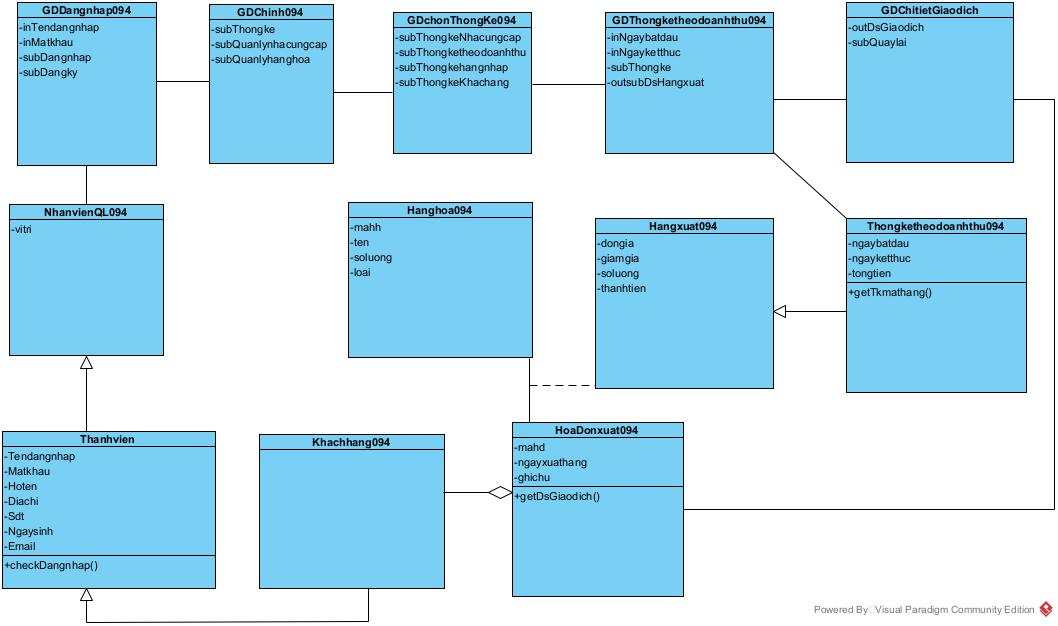 GDDangnhap094
-inTendangnhap
-inMatkhau
-subDangnhap
-subDangky
GDChinh094
-subThongke
-subQuanlynhacungcap
-subQuanlyhanghoa
GDchonThongKe094
-subThongkeNhacungcap
-subThongketheodoanhthu
-subThongkehangnhap
-subThongkeKhachang
GDThongketheodoanhthu094
-inNgaybatdau
-inNgayketthuc
-subThongke
-outsubDsHangxuat
GDChitietGiaodich
-outDsGiaodich
-subQuaylai
NhanvienQL094
-vitri
Hanghoa094
-mahh
-ten
-soluong
-loai
Hangxuat094
-dongia
-giamgia
-soluong
-thanhtien
Thongketheodoanhthu094
-ngaybatdau
-ngayketthuc
-tongtien
+getTkmathang()
Thanhvien
-Tendangnhap
-Matkhau
-Hoten
-Diachi
-Sdt
-Ngaysinh
-Email
+checkDangnhap()
Khachhang094
HoaDonxuat094
-mahd
-ngayxuathang
-ghichu
+getDsGiaodich()
Powered By Visual Paradigm Community Edition